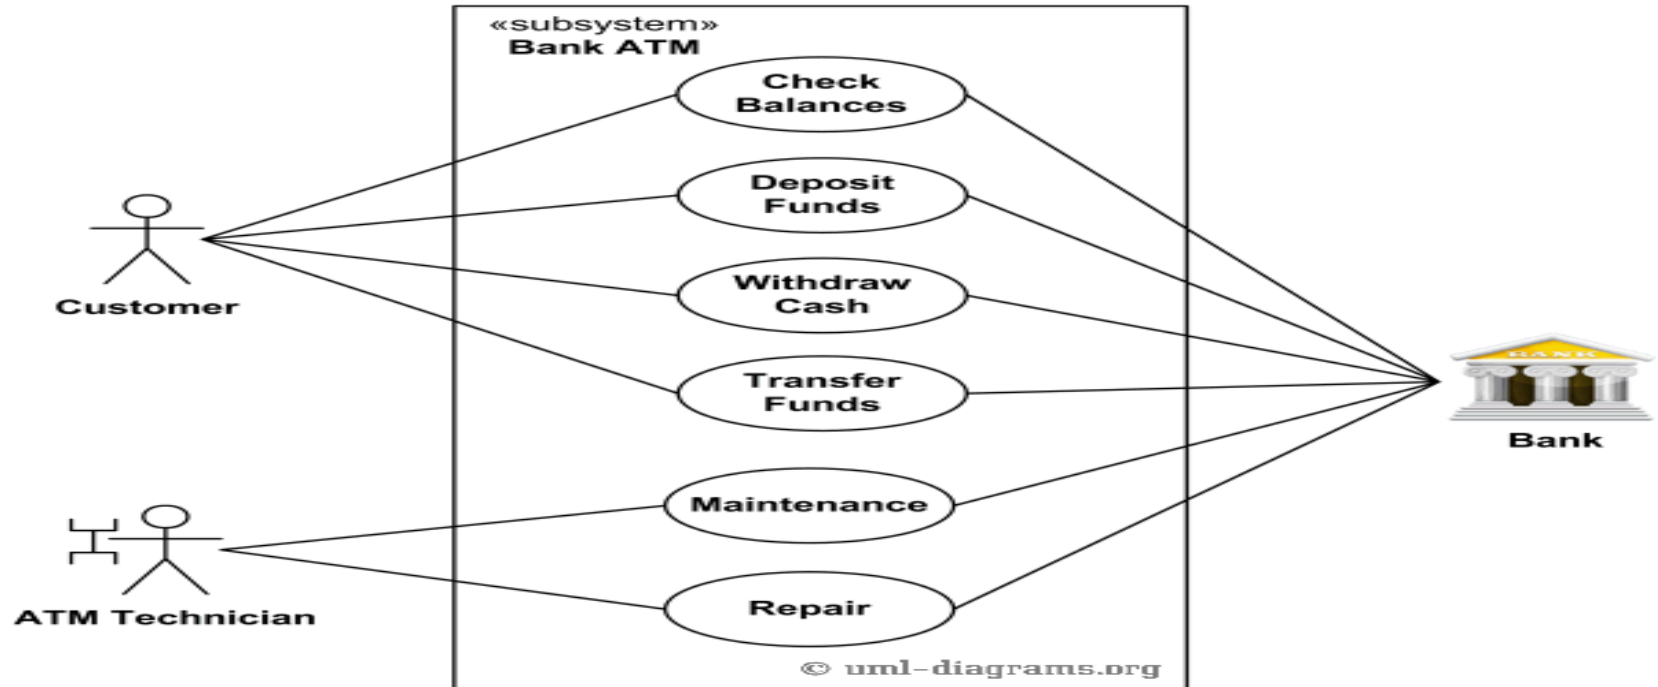 «subsystem»
Bank ATM
Check
Balances
Deposit
Funds
Withdraw
Cash
Transfer
Funds
Maintenance
Repair
Customer
ATM Technician
BANK
Bank
© uml-diagrams.org